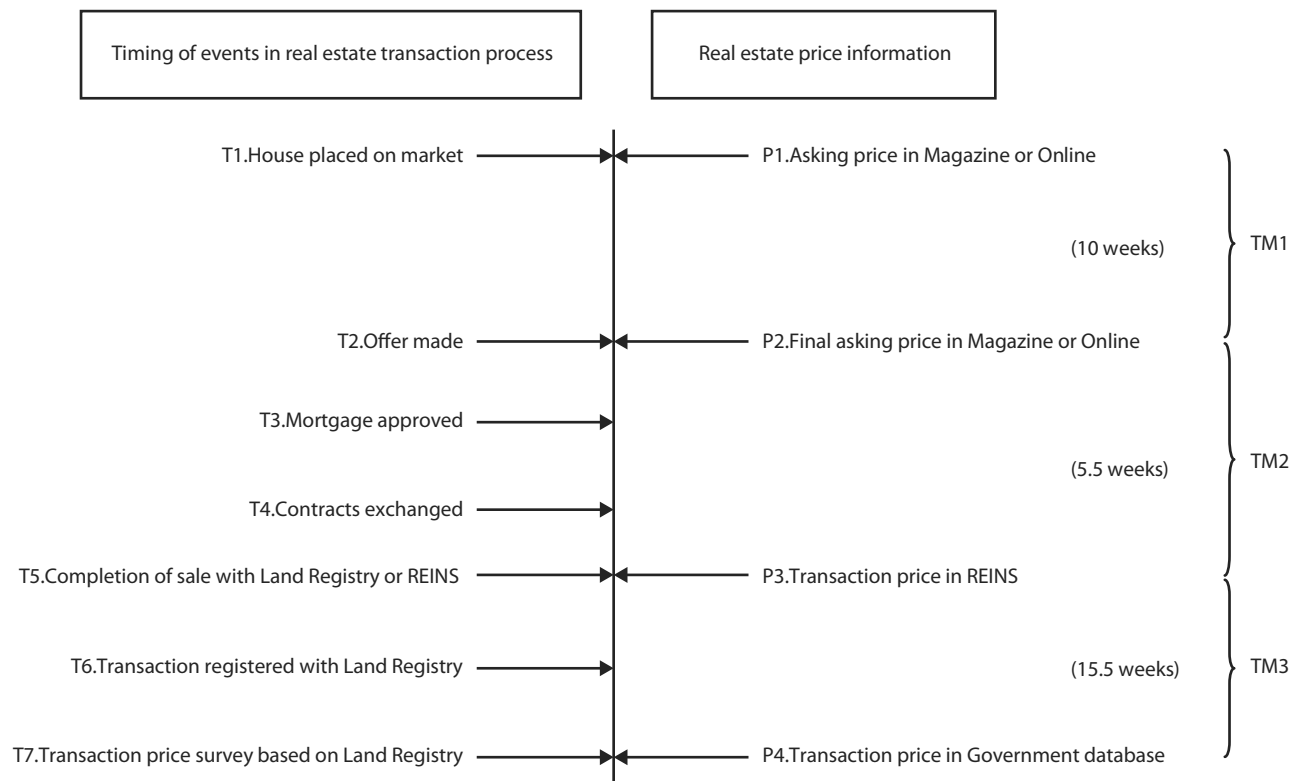 Timing of events in real estate transaction process
Real estate price information
T1.House placed on market
P1.Asking price in Magazine or Online
(10 weeks)
TM1
T2.Offer made
P2.Final asking price in Magazine or Online
T3.Mortgage approved
(5.5 weeks)
TM2
T4.Contracts exchanged
T5.Completion of sale with Land Registry or REINS
P3.Transaction price in REINS
T6.Transaction registered with Land Registry
(15.5 weeks)
TM3
T7.Transaction price survey based on Land Registry
P4.Transaction price in Government database